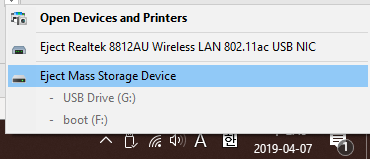 Open Devices and Printers
Eject Realtek 8812AU Wireless LAN 802.11ac USB NIC
Eject Mass Storage Device
- USB Drive (G:)
- boot (F:)
A 한
2019-04-07
1